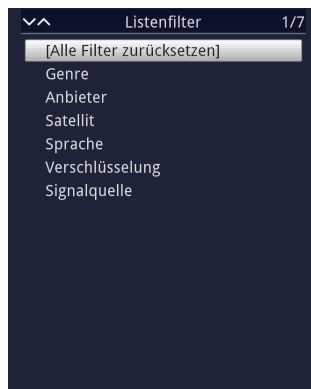 Listenfilter 1/7
[Alle Filter zurücksetzen]
Genre
Anbieter
Satellit
Sprache
Verschlüsselung
Signalquelle